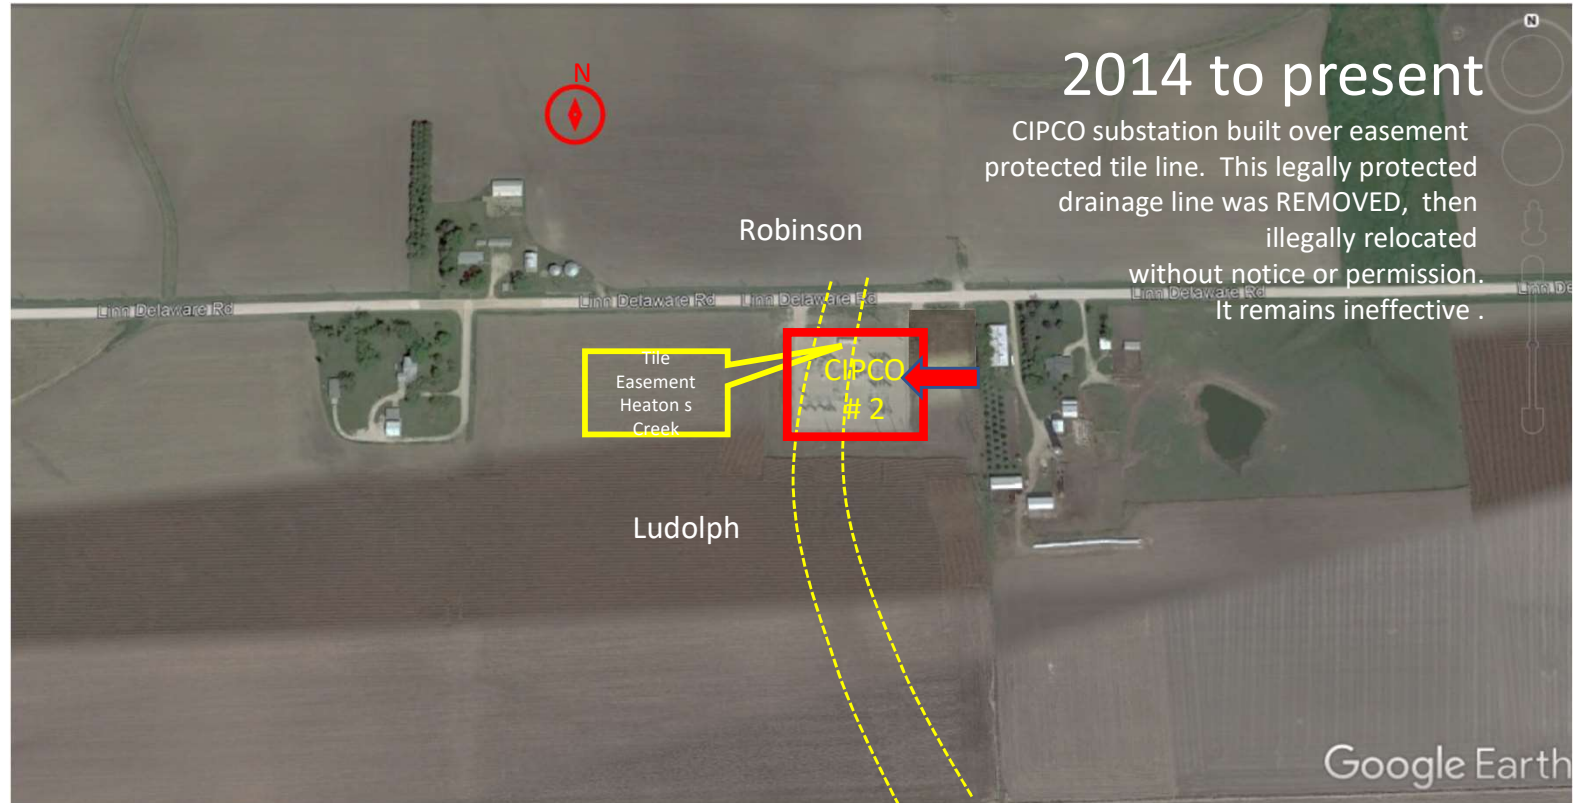 N
N
2014 to present
CIPCO substation built over easement
protected tile line. This legally protected
drainage line was REMOVED, then
illegally relocated
without notice or permission.
It remains ineffective .
Robinson
Linn Delaware Rd
Linn Delaware Rd
Linn Delaware Rd
Linn Delaware Rd
Linn De
Tile
Easement
Heaton s
Creek
CIPCO
# 2
Ludolph
Google Earth